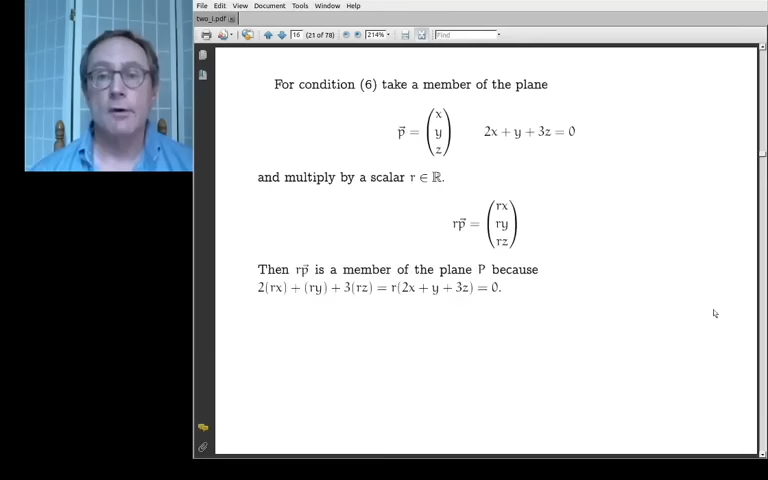 File Edit View Document Tools Window Help
two_i.pdf
16 (21 of 78) 214% Find
For condition (6) take a member of the plane
p⃗ = (x y z) 2x + y + 3z = 0
and multiply by a scalar r ∈ ℝ.
rp⃗ = (rx ry rz)
Then rp⃗ is a member of the plane P because
2(rx) + (ry) + 3(rz) = r(2x + y + 3z) = 0.